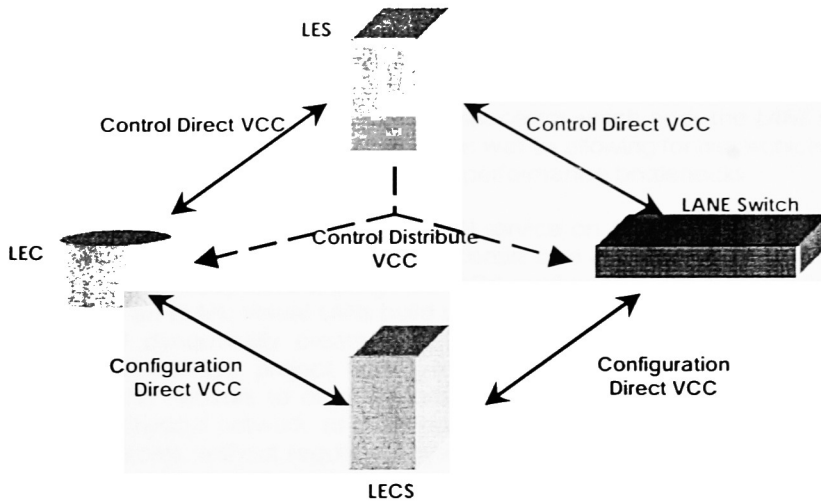 LES
Control Direct VCC
Control Direct VCC
LANE Switch
LEC
Control Distribute
VCC
Configuration
Direct VCC
Configuration
Direct VCC
LECS